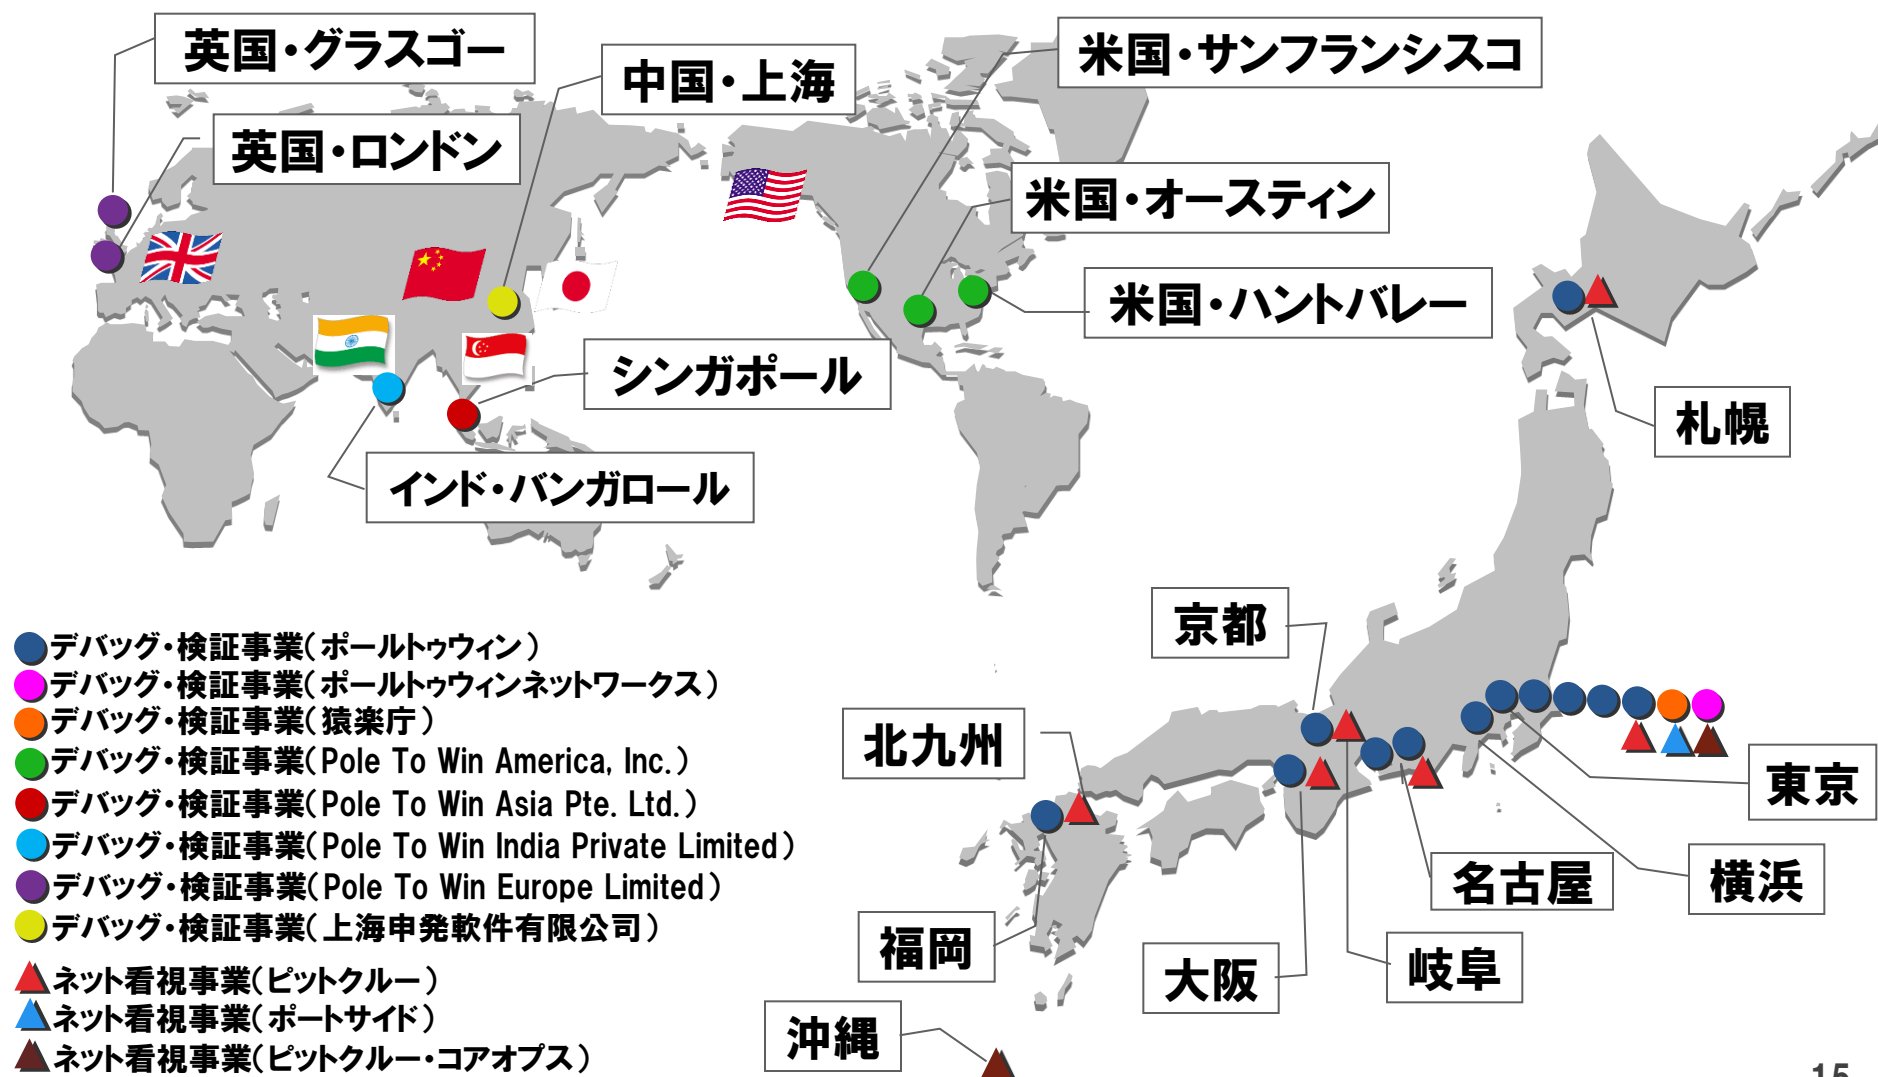 英国・グラスゴー
中国・上海
米国・サンフランシスコ
英国・ロンドン
米国・オースティン
米国・ハントバレー
シンガポール
インド・バンガロール
札幌
京都
北九州
東京
名古屋
横浜
福岡
大阪
岐阜
沖縄
デバッグ・検証事業(ポールトゥウィン)
デバッグ・検証事業(ポールトゥウィンネットワークス)
デバッグ・検証事業(猿楽庁)
デバッグ・検証事業(Pole To Win America, Inc.)
デバッグ・検証事業(Pole To Win Asia Pte. Ltd.)
デバッグ・検証事業(Pole To Win India Private Limited)
デバッグ・検証事業(Pole To Win Europe Limited)
デバッグ・検証事業(上海申発軟件有限公司)
ネット看視事業(ピットクルー)
ネット看視事業(ポートサイド)
ネット看視事業(ピットクルー・コアオプス)
15